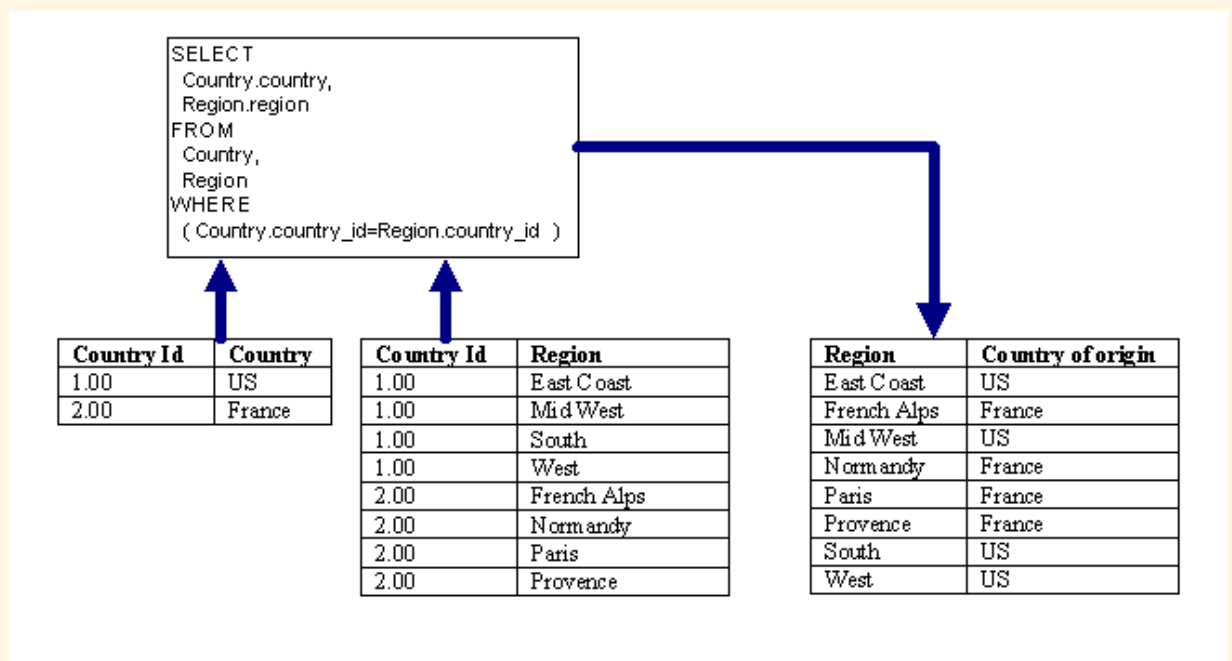 SELECT
Country.country,
Region.region
FROM
Country,
Region
WHERE
( Country.country_id=Region.country_id )
Country Id Country
1.00 US
2.00 France
Country Id Region
1.00 East Coast
1.00 Mid West
1.00 South
1.00 West
2.00 French Alps
2.00 Normandy
2.00 Paris
2.00 Provence
Region Country of origin
East Coast US
French Alps France
Mid West US
Normandy France
Paris France
Provence France
South US
West US